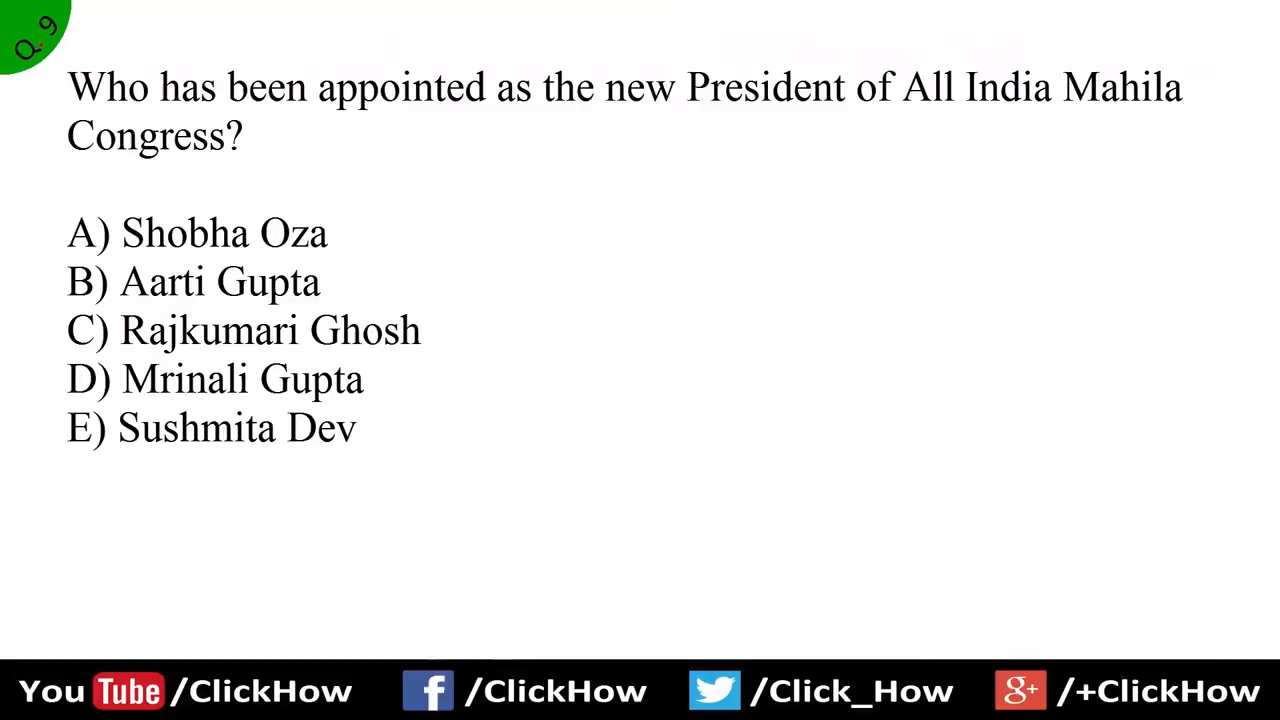 Q. 9
Who has been appointed as the new President of All India Mahila
Congress?
A) Shobha Oza
B) Aarti Gupta
C) Rajkumari Ghosh
D) Mrinali Gupta
E) Sushmita Dev
You Tube /ClickHow f /ClickHow /Click_How g+ /+ClickHow